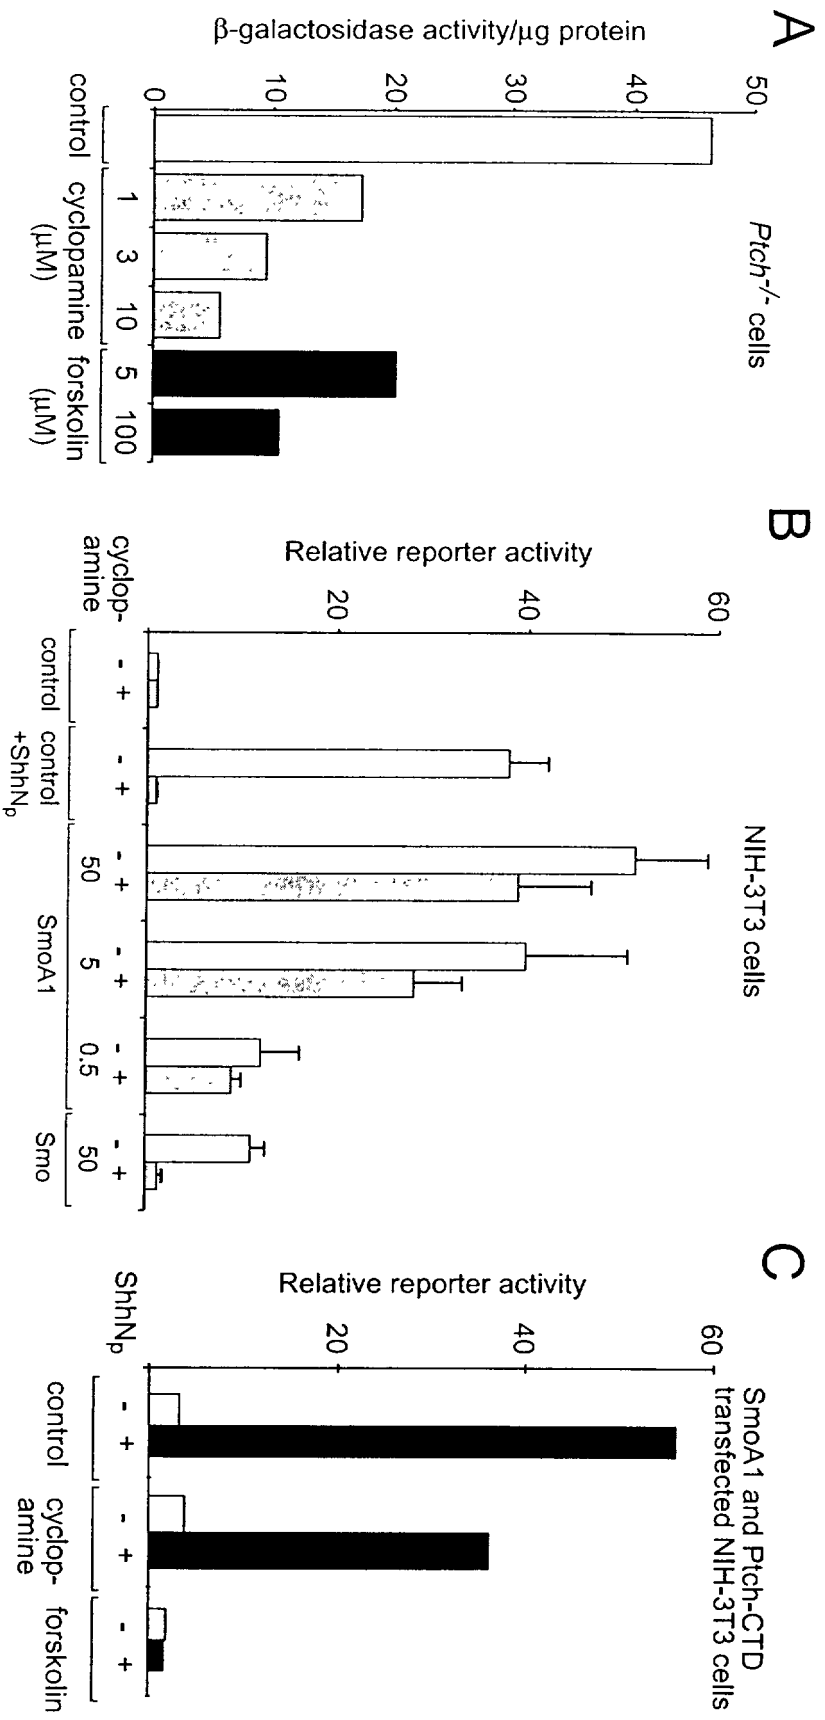 A
Ptch-/- cells
β-galactosidase activity/μg protein
50
40
30
20
10
0
1 3 10 5 100
control cyclopamine forskolin
(μM) (μM)
B
NIH-3T3 cells
Relative reporter activity
60
40
20
cyclop-
amine
- + - + - + - + - + - +
control control 50 5 0.5 50
+ShhNp SmoA1 Smo
C
SmoA1 and Ptch-CTD
transfected NIH-3T3 cells
Relative reporter activity
60
40
20
ShhNp - + - + - +
control cyclop- forskolin
amine